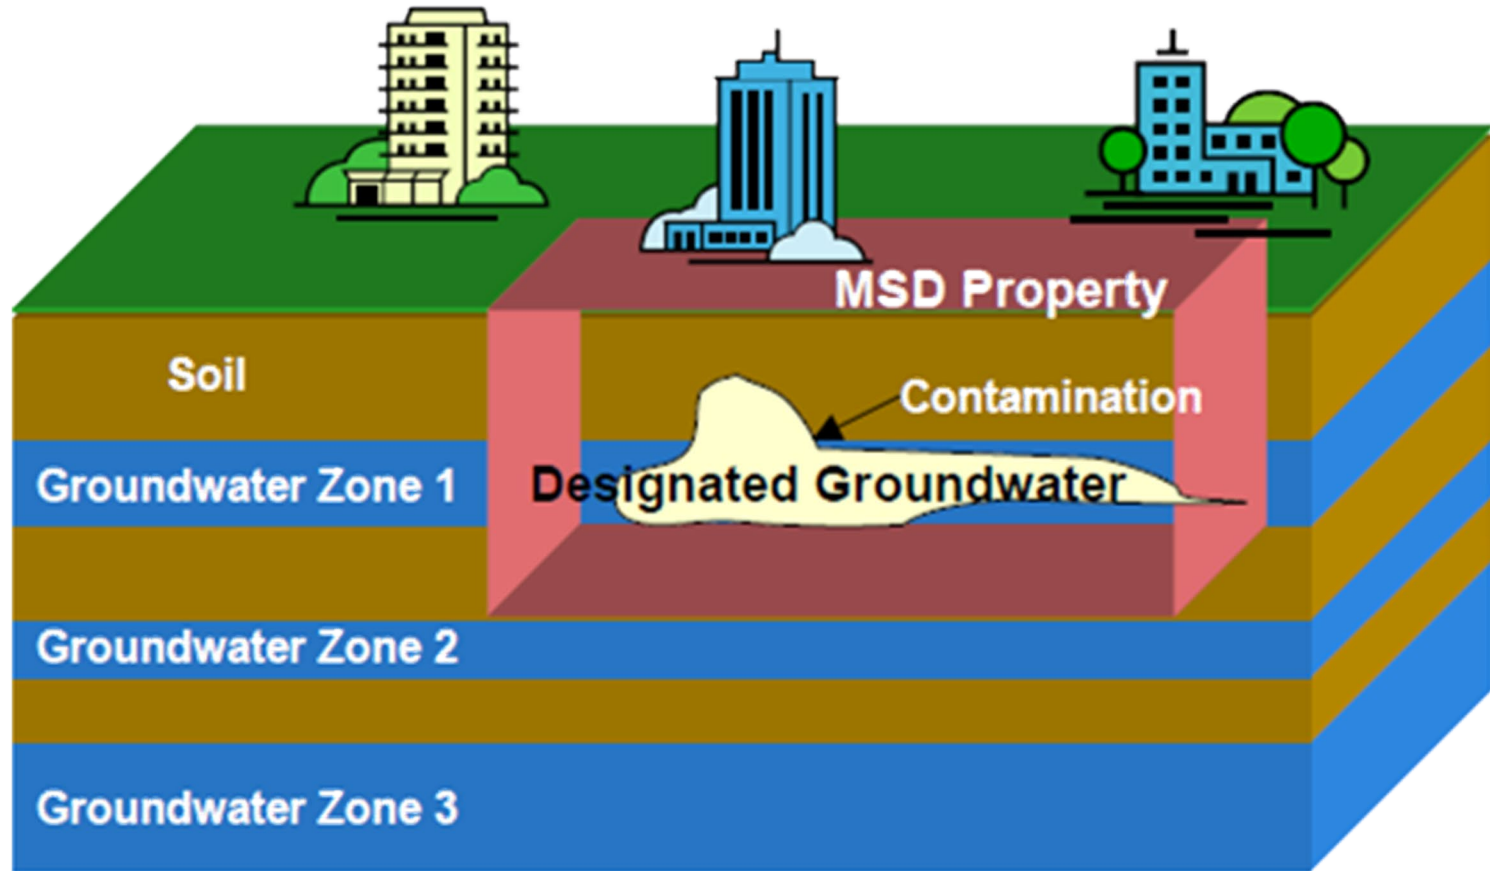 MSD Property
Soil
Contamination
Groundwater Zone 1
Designated Groundwater
Groundwater Zone 2
Groundwater Zone 3